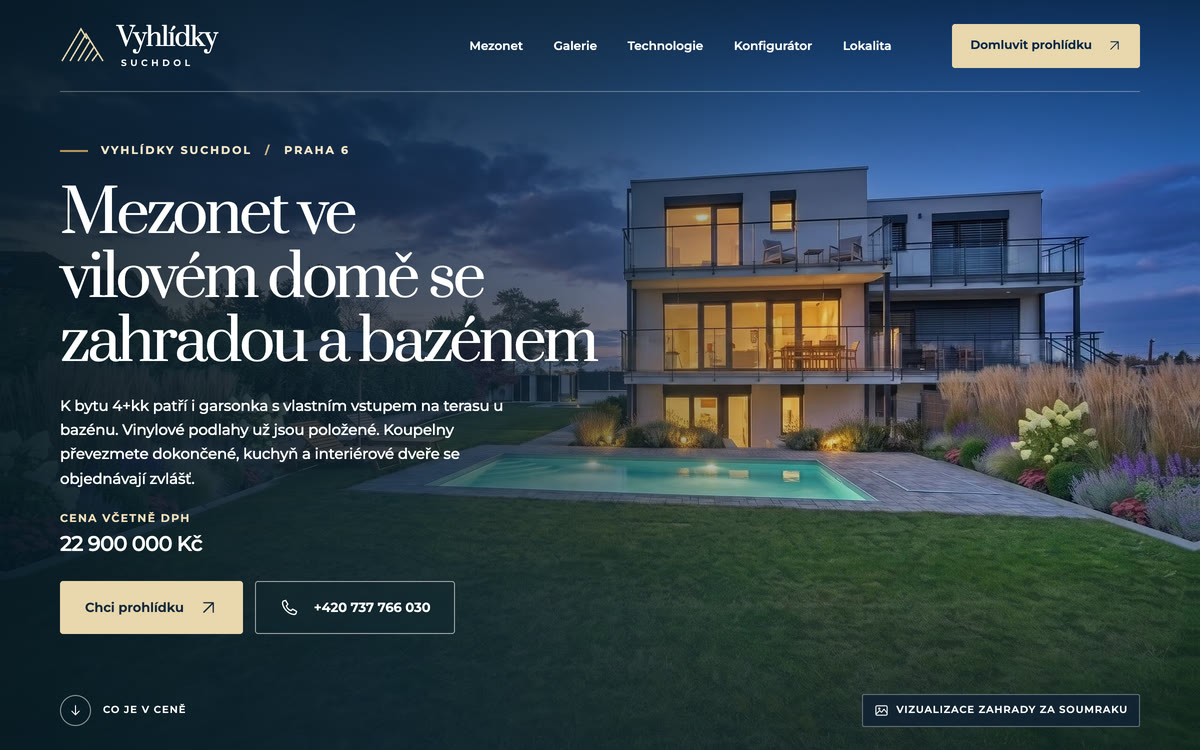 Vyhlídky
SUCHDOL
Mezonet Galerie Technologie Konfigurátor Lokalita
Domluvit prohlídku
VYHLÍDKY SUCHDOL / PRAHA 6
Mezonet ve
vilovém domě se
zahradou a bazénem
K bytu 4+kk patří i garsonka s vlastním vstupem na terasu u
bazénu. Vinylové podlahy už jsou položené. Koupelny
převezmete dokončené, kuchyň a interiérové dveře se
objednávají zvlášť.
CENA VČETNĚ DPH
22 900 000 Kč
Chci prohlídku
+420 737 766 030
CO JE V CENĚ
VIZUALIZACE ZAHRADY ZA SOUMRAKU